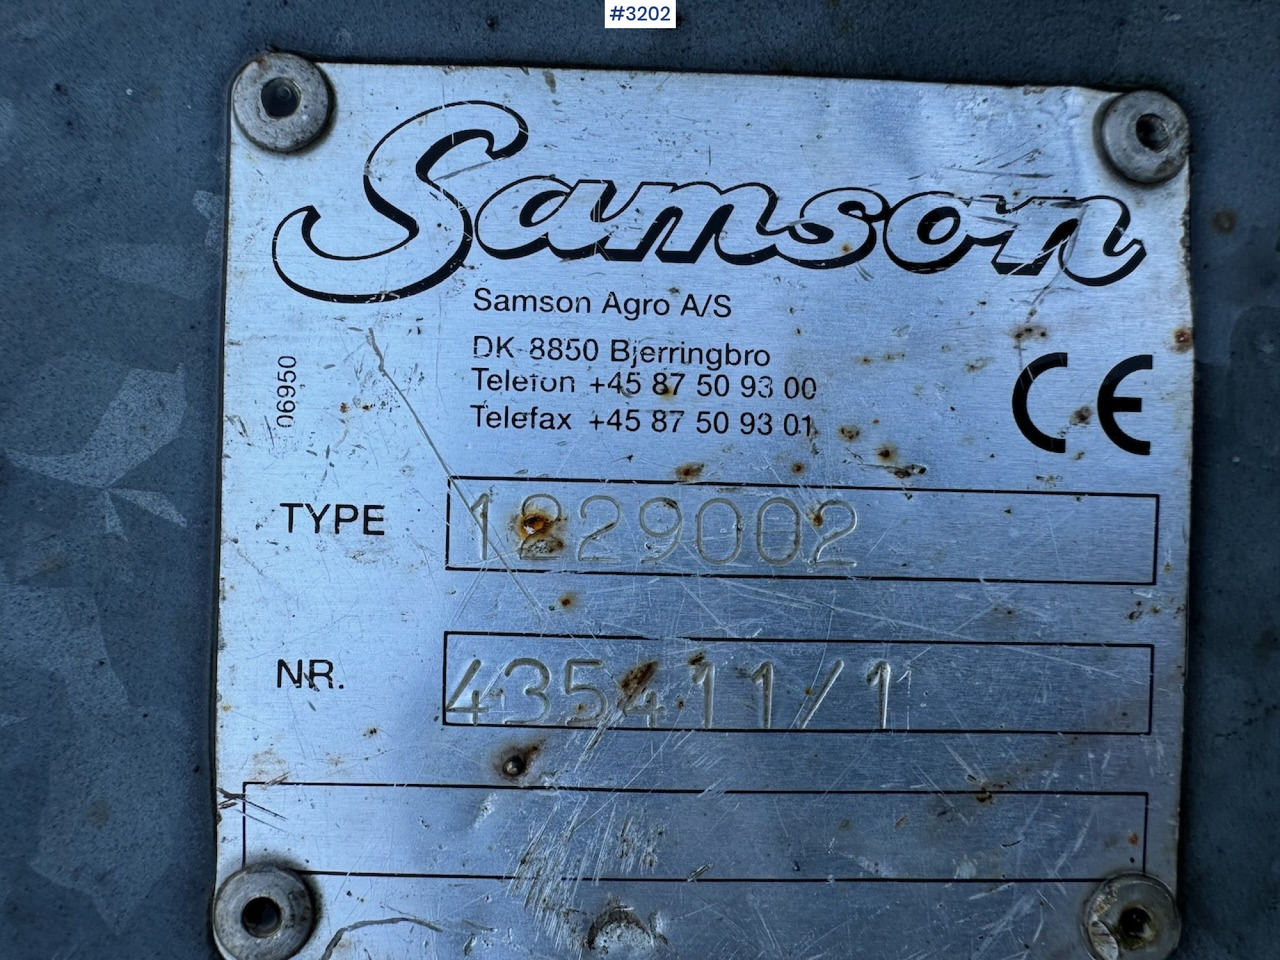 #3202
Samson
Samson Agro A/S
DK-8850 Bjerringbro
Telefon +45 87 50 93 00
Telefax +45 87 50 93 01
06950
CE
TYPE 1229002
NR. 435411/1